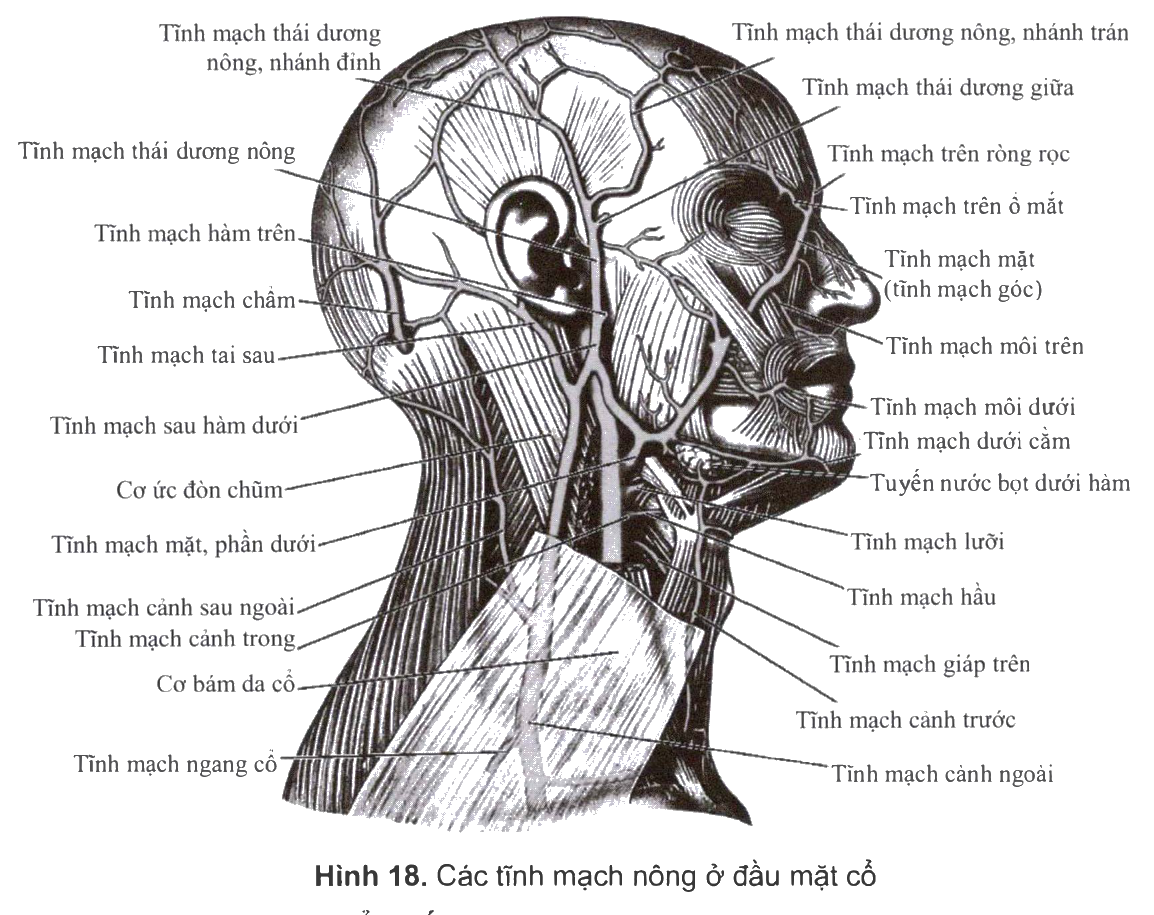 Tĩnh mạch thái dương
nông, nhánh đỉnh
Tĩnh mạch thái dương nông
Tĩnh mạch hàm trên
Tĩnh mạch chẩm
Tĩnh mạch tai sau
Tĩnh mạch sau hàm dưới
Cơ ức đòn chũm
Tĩnh mạch mặt, phần dưới
Tĩnh mạch cảnh sau ngoài
Tĩnh mạch cảnh trong
Cơ bám da cổ
Tĩnh mạch ngang cổ
Tĩnh mạch thái dương nông, nhánh trán
Tĩnh mạch thái dương giữa
Tĩnh mạch trên ròng rọc
Tĩnh mạch trên ổ mắt
Tĩnh mạch mặt
(tĩnh mạch góc)
Tĩnh mạch môi trên
Tĩnh mạch môi dưới
Tĩnh mạch dưới cằm
Tuyến nước bọt dưới hàm
Tĩnh mạch lưỡi
Tĩnh mạch hầu
Tĩnh mạch giáp trên
Tĩnh mạch cảnh trước
Tĩnh mạch cành ngoài
Hình 18. Các tĩnh mạch nông ở đầu mặt cổ